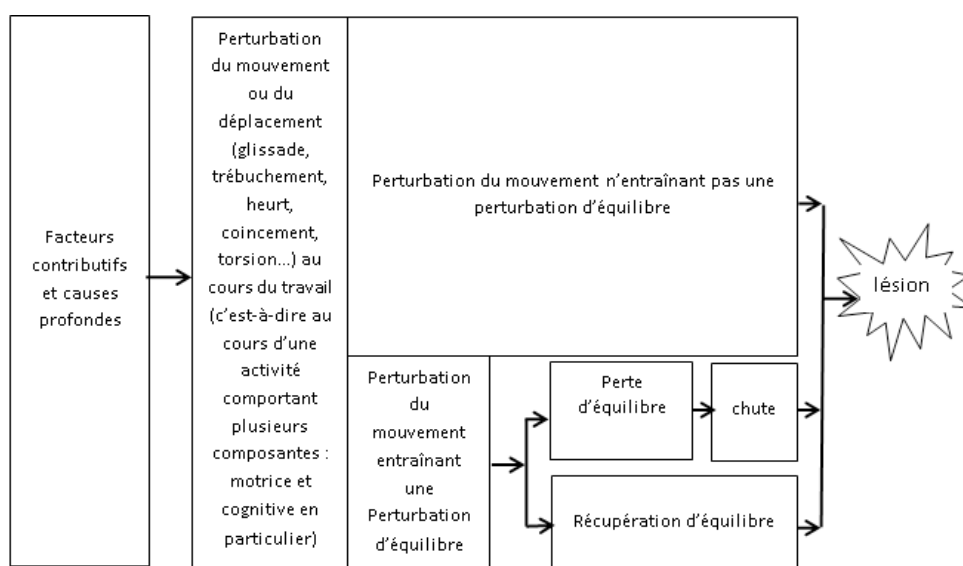 Facteurs
contributifs
et causes
profondes
Perturbation
du mouvement
ou du
déplacement
(glissade,
trébuchement,
heurt,
coincement,
torsion...) au
cours du travail
(c'est-à-dire au
cours d'une
activité
comportant
plusieurs
composantes :
motrice et
cognitive en
particulier)
Perturbation du mouvement n'entraînant pas une
perturbation d'équilibre
Perturbation
du
mouvement
entraînant
une
Perturbation
d'équilibre
Perte
d'équilibre
chute
Récupération d'équilibre
lésion